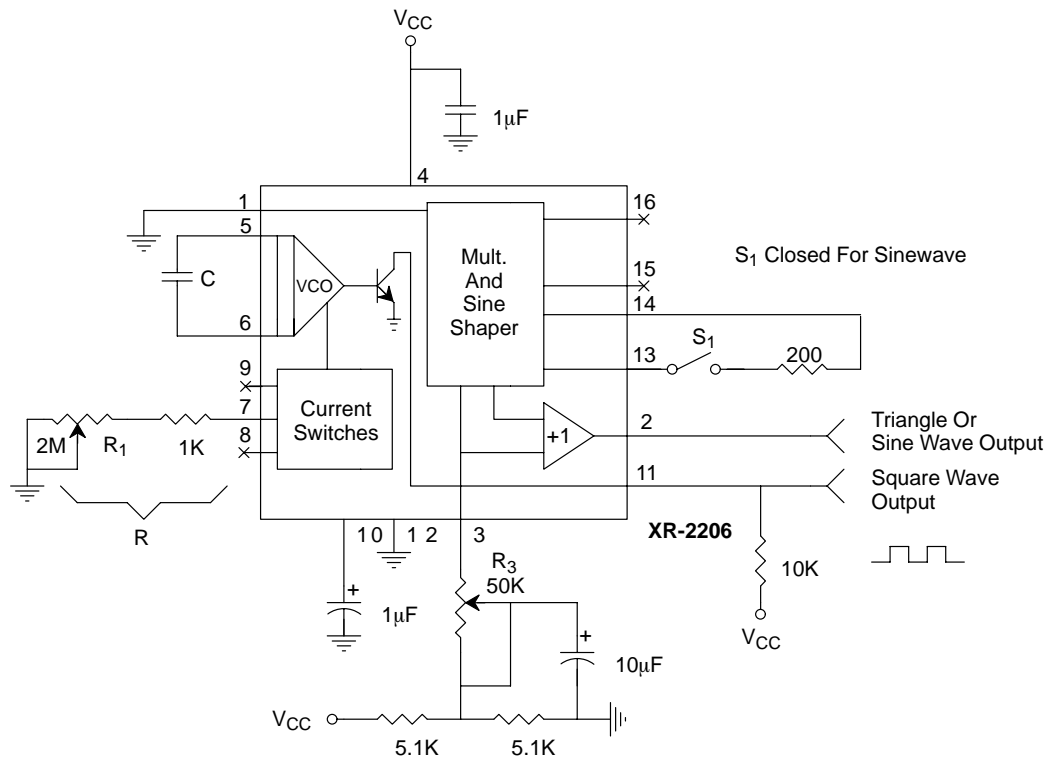 VCC
1µF
4
1
16
5
S1 Closed For Sinewave
Mult.
And
Sine
Shaper
15
C
VCO
14
6
S1
13
200
9
Current
Switches
7
2M
R1
1K
8
+1
2
Triangle Or
Sine Wave Output
11
Square Wave
Output
R
10
12
3
XR-2206
R3
50K
10K
+
1µF
VCC
+
10µF
VCC
5.1K
5.1K